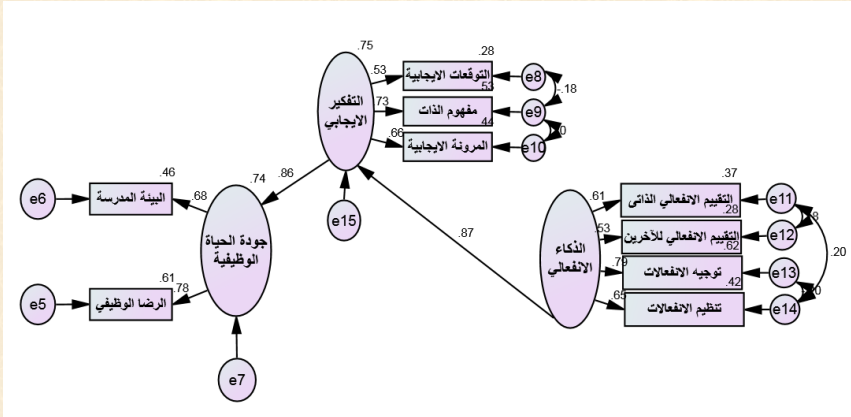 .75
.28
.53
التوقعات الايجابية
e8
-.18
التفكير
الايجابي
.73
.53
مفهوم الذات
e9
.66
.44
المرونة الايجابية
e10
.86
.74
.46
.68
البيئة المدرسة
e6
جودة الحياة
الوظيفية
e15
.87
.61
.78
الرضا الوظيفي
e5
e7
الذكاء
الانفعالي
.61
.37
التقييم الانفعالي الذاتى
e11
.53
.28
التقييم الانفعالي للآخرين
e12
.79
.62
توجيه الانفعالات
e13
.20
.65
.42
تنظيم الانفعالات
e14